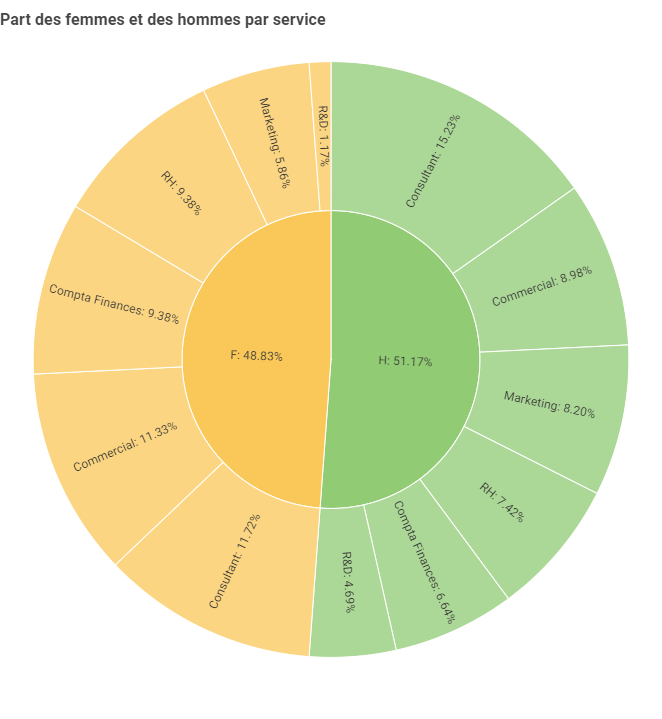 Part des femmes et des hommes par service
R&D: 1.17%
Marketing: 5.86%
RH: 9.38%
Compta Finances: 9.38%
Commercial: 11.33%
Consultant: 11.72%
F: 48.83%
H: 51.17%
Consultant: 15.23%
Commercial: 8.98%
Marketing: 8.20%
RH: 7.42%
Compta Finances: 6.64%
R&D: 4.69%